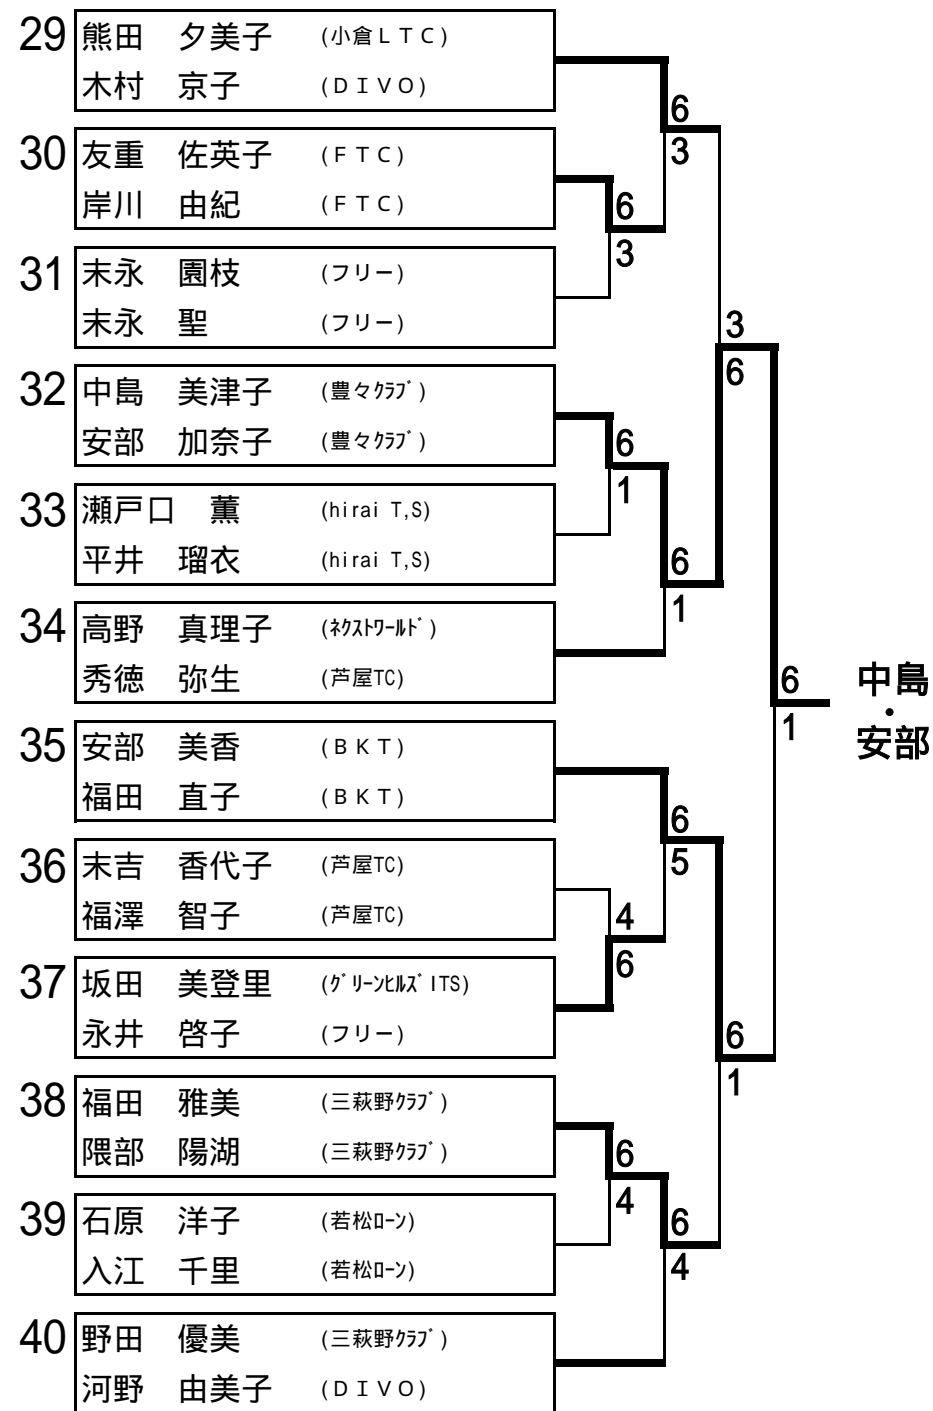 29 熊田　夕美子 (小倉ＬＴＣ)
木村　京子 (ＤＩＶＯ)
6
3
30 友重　佐英子 (ＦＴＣ)
岸川　由紀 (ＦＴＣ)
6
3
31 末永　園枝 (フリー)
末永　聖 (フリー)
3
6
32 中島　美津子 (豊々ｸﾗﾌﾞ)
安部　加奈子 (豊々ｸﾗﾌﾞ)
6
1
33 瀬戸口　薫 (hirai T,S)
平井　瑠衣 (hirai T,S)
6
1
34 高野　真理子 (ﾈｸｽﾄﾜｰﾙﾄﾞ)
秀徳　弥生 (芦屋TC)
6
1
中島
・
安部
35 安部　美香 (ＢＫＴ)
福田　直子 (ＢＫＴ)
6
5
36 末吉　香代子 (芦屋TC)
福澤　智子 (芦屋TC)
4
6
37 坂田　美登里 (ｸﾞﾘｰﾝﾋﾙｽﾞITS)
永井　啓子 (フリー)
6
1
38 福田　雅美 (三萩野ｸﾗﾌﾞ)
隈部　陽湖 (三萩野ｸﾗﾌﾞ)
6
4
39 石原　洋子 (若松ﾛｰﾝ)
入江　千里 (若松ﾛｰﾝ)
6
4
40 野田　優美 (三萩野ｸﾗﾌﾞ)
河野　由美子 (ＤＩＶＯ)